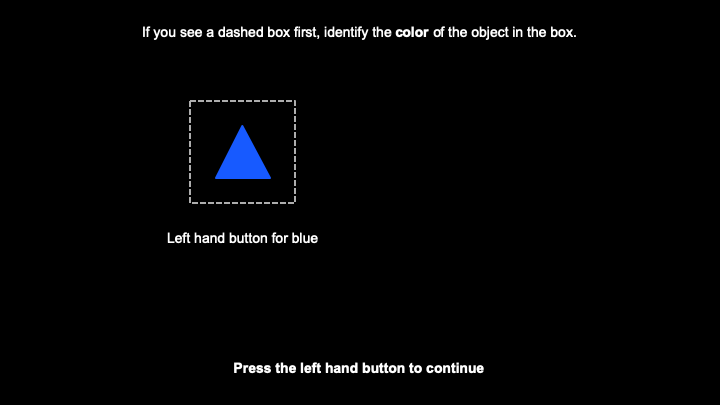 If you see a dashed box first, identify the color of the object in the box.
Left hand button for blue
Press the left hand button to continue